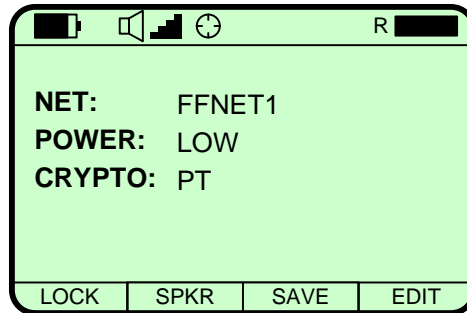 R
NET: FFNET1
POWER: LOW
CRYPTO: PT
LOCK SPKR SAVE EDIT